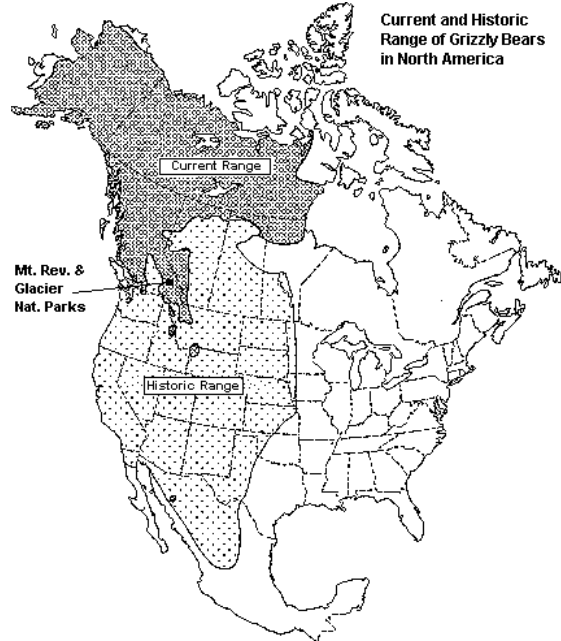 Current and Historic
Range of Grizzly Bears
in North America
Current Range
Mt. Rev. &
Glacier
Nat. Parks
Historic Range